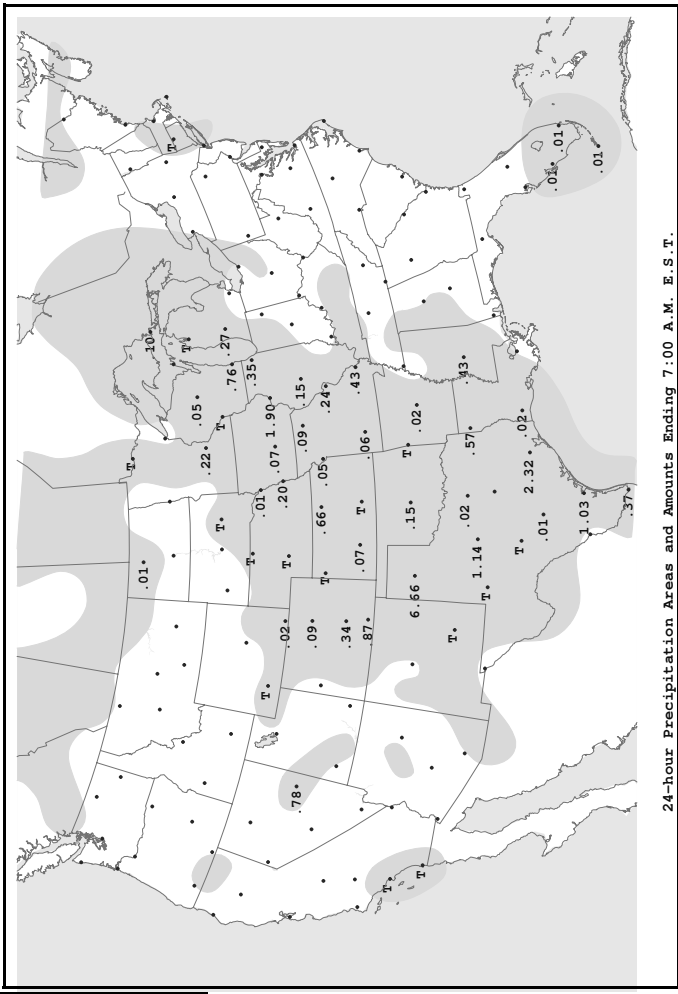 T
.01
.10
T
T
.05
.22
T
T
.27
.76
T
.35
.01
T
1.90
.07
.20
.02
T
.78
.15
.09
.09
.66
.05
T
.24
.34
.43
.07
T
.06
.87
T
T
.15
6.66
.02
T
T
.43
.02
.57
1.14
T
T
.02
2.32
.01
.01
.01
1.03
.01
.37
24-hour Precipitation Areas and Amounts Ending 7:00 A.M. E.S.T.